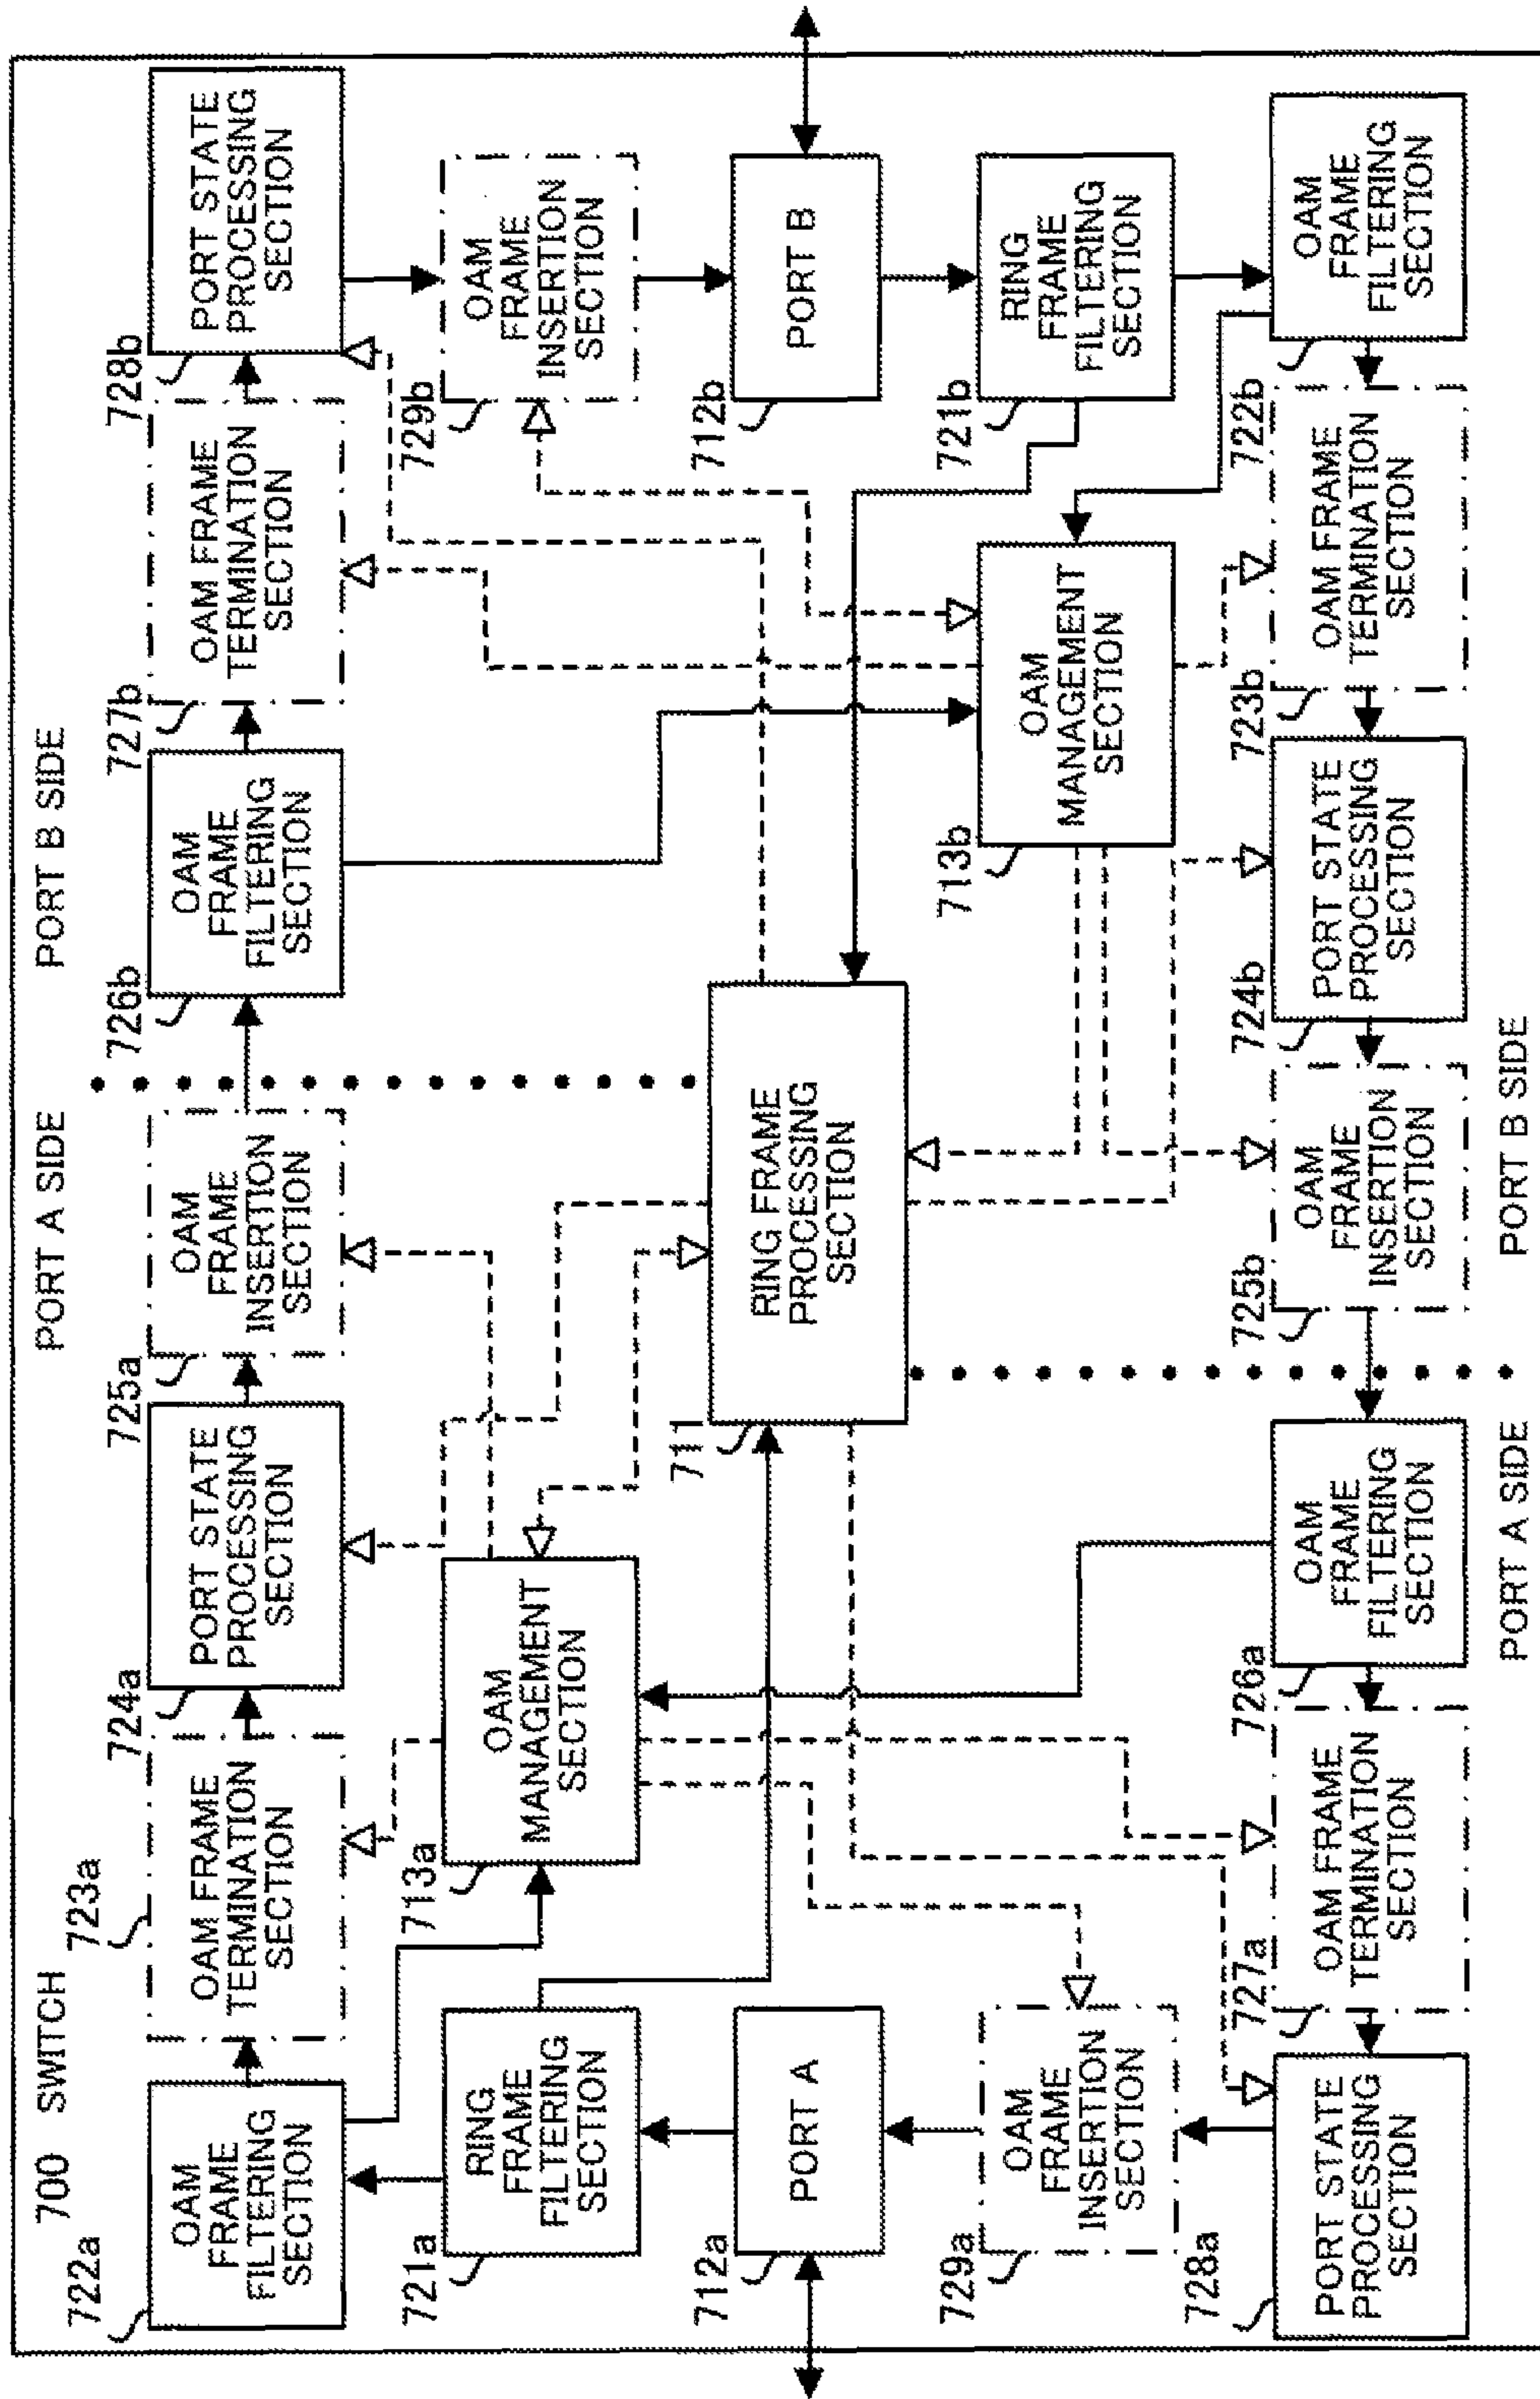 700 SWITCH
PORT A SIDE
PORT B SIDE
722a
OAM
FRAME
FILTERING
SECTION
723a
OAM FRAME
TERMINATION
SECTION
724a
PORT STATE
PROCESSING
SECTION
725a
OAM
FRAME
INSERTION
SECTION
726b
OAM
FRAME
FILTERING
SECTION
727b
OAM FRAME
TERMINATION
SECTION
728b
PORT STATE
PROCESSING
SECTION
721a
RING
FRAME
FILTERING
SECTION
713a
OAM
MANAGEMENT
SECTION
729b
OAM
FRAME
INSERTION
SECTION
712a
PORT A
711
RING FRAME
PROCESSING
SECTION
712b
PORT B
729a
OAM
FRAME
INSERTION
SECTION
713b
OAM
MANAGEMENT
SECTION
721b
RING
FRAME
FILTERING
SECTION
728a
PORT STATE
PROCESSING
SECTION
727a
OAM FRAME
TERMINATION
SECTION
726a
OAM
FRAME
FILTERING
SECTION
725b
OAM
FRAME
INSERTION
SECTION
724b
PORT STATE
PROCESSING
SECTION
723b
OAM FRAME
TERMINATION
SECTION
722b
OAM
FRAME
FILTERING
SECTION
PORT A SIDE
PORT B SIDE